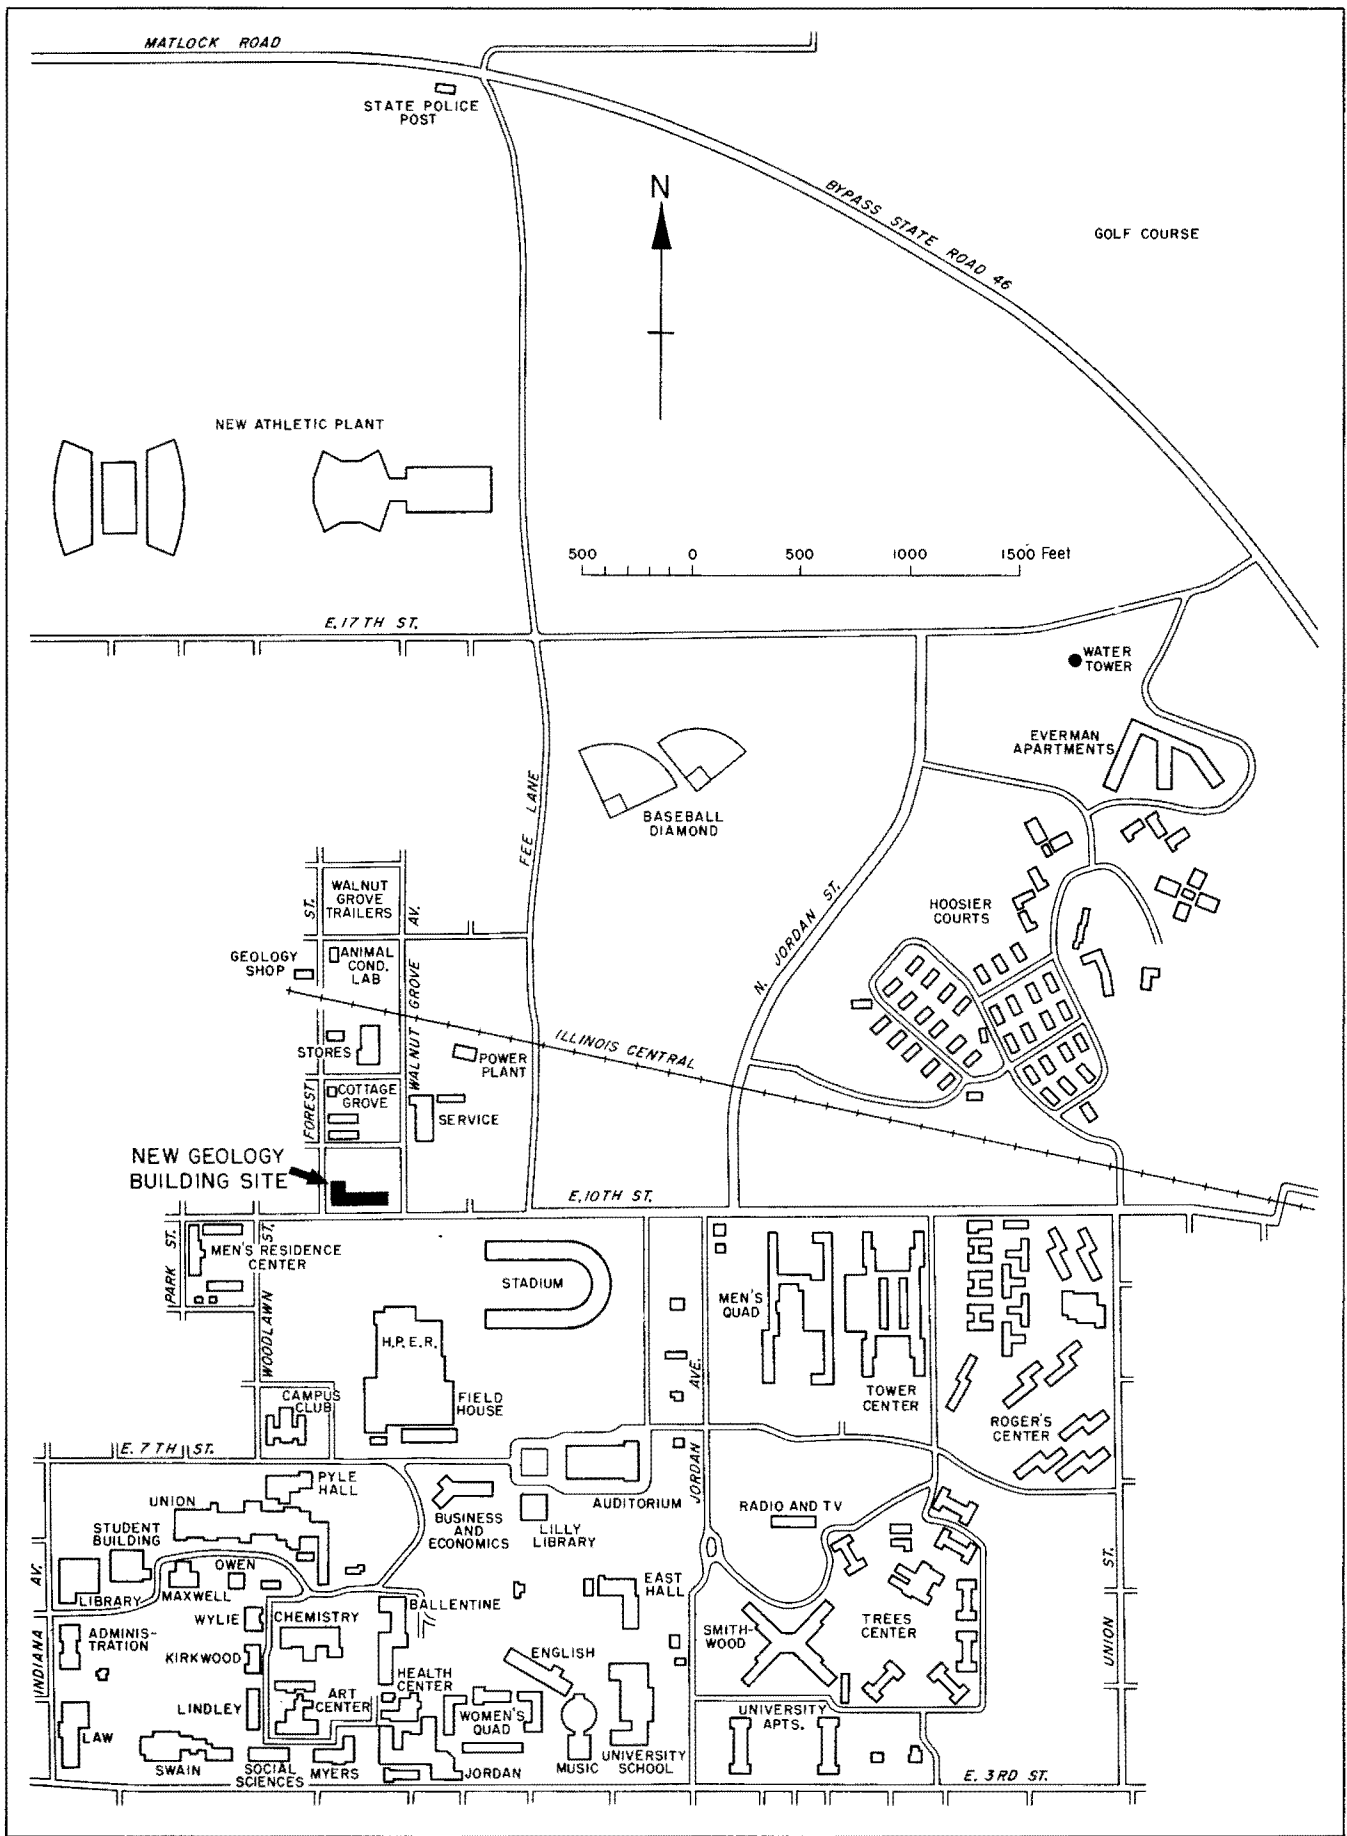 MATLOCK ROAD
STATE POLICE
POST
N
BYPASS STATE ROAD 46
GOLF COURSE
NEW ATHLETIC PLANT
500 0 500 1000 1500 Feet
E. 17TH ST.
WATER
TOWER
EVERMAN
APARTMENTS
FEE LANE
BASEBALL
DIAMOND
WALNUT
GROVE
TRAILERS
ST.
AV.
N. JORDAN ST.
HOOSIER
COURTS
GEOLOGY
SHOP
ANIMAL
COND.
LAB
WALNUT GROVE
STORES
ILLINOIS CENTRAL
POWER
PLANT
FOREST
COTTAGE
GROVE
SERVICE
NEW GEOLOGY
BUILDING SITE
E. 10TH ST.
PARK ST.
MEN'S RESIDENCE
CENTER
WOODLAWN ST.
STADIUM
MEN'S
QUAD
H.P.E.R.
FIELD
HOUSE
CAMPUS
CLUB
TOWER
CENTER
ROGER'S
CENTER
E. 7TH ST.
JORDAN AVE.
PYLE
HALL
UNION
STUDENT
BUILDING
BUSINESS
AND
ECONOMICS
LILLY
LIBRARY
AUDITORIUM
RADIO AND TV
OWEN
LIBRARY
MAXWELL
WYLIE
CHEMISTRY
BALLENTINE
EAST
HALL
SMITH-
WOOD
TREES
CENTER
INDIANA AV.
ADMINIS-
TRATION
KIRKWOOD
ENGLISH
HEALTH
CENTER
ART
CENTER
LINDLEY
WOMEN'S
QUAD
UNIVERSITY
APTS.
UNION ST.
LAW
SWAIN
SOCIAL
SCIENCES
MYERS
JORDAN
MUSIC
UNIVERSITY
SCHOOL
E. 3RD ST.